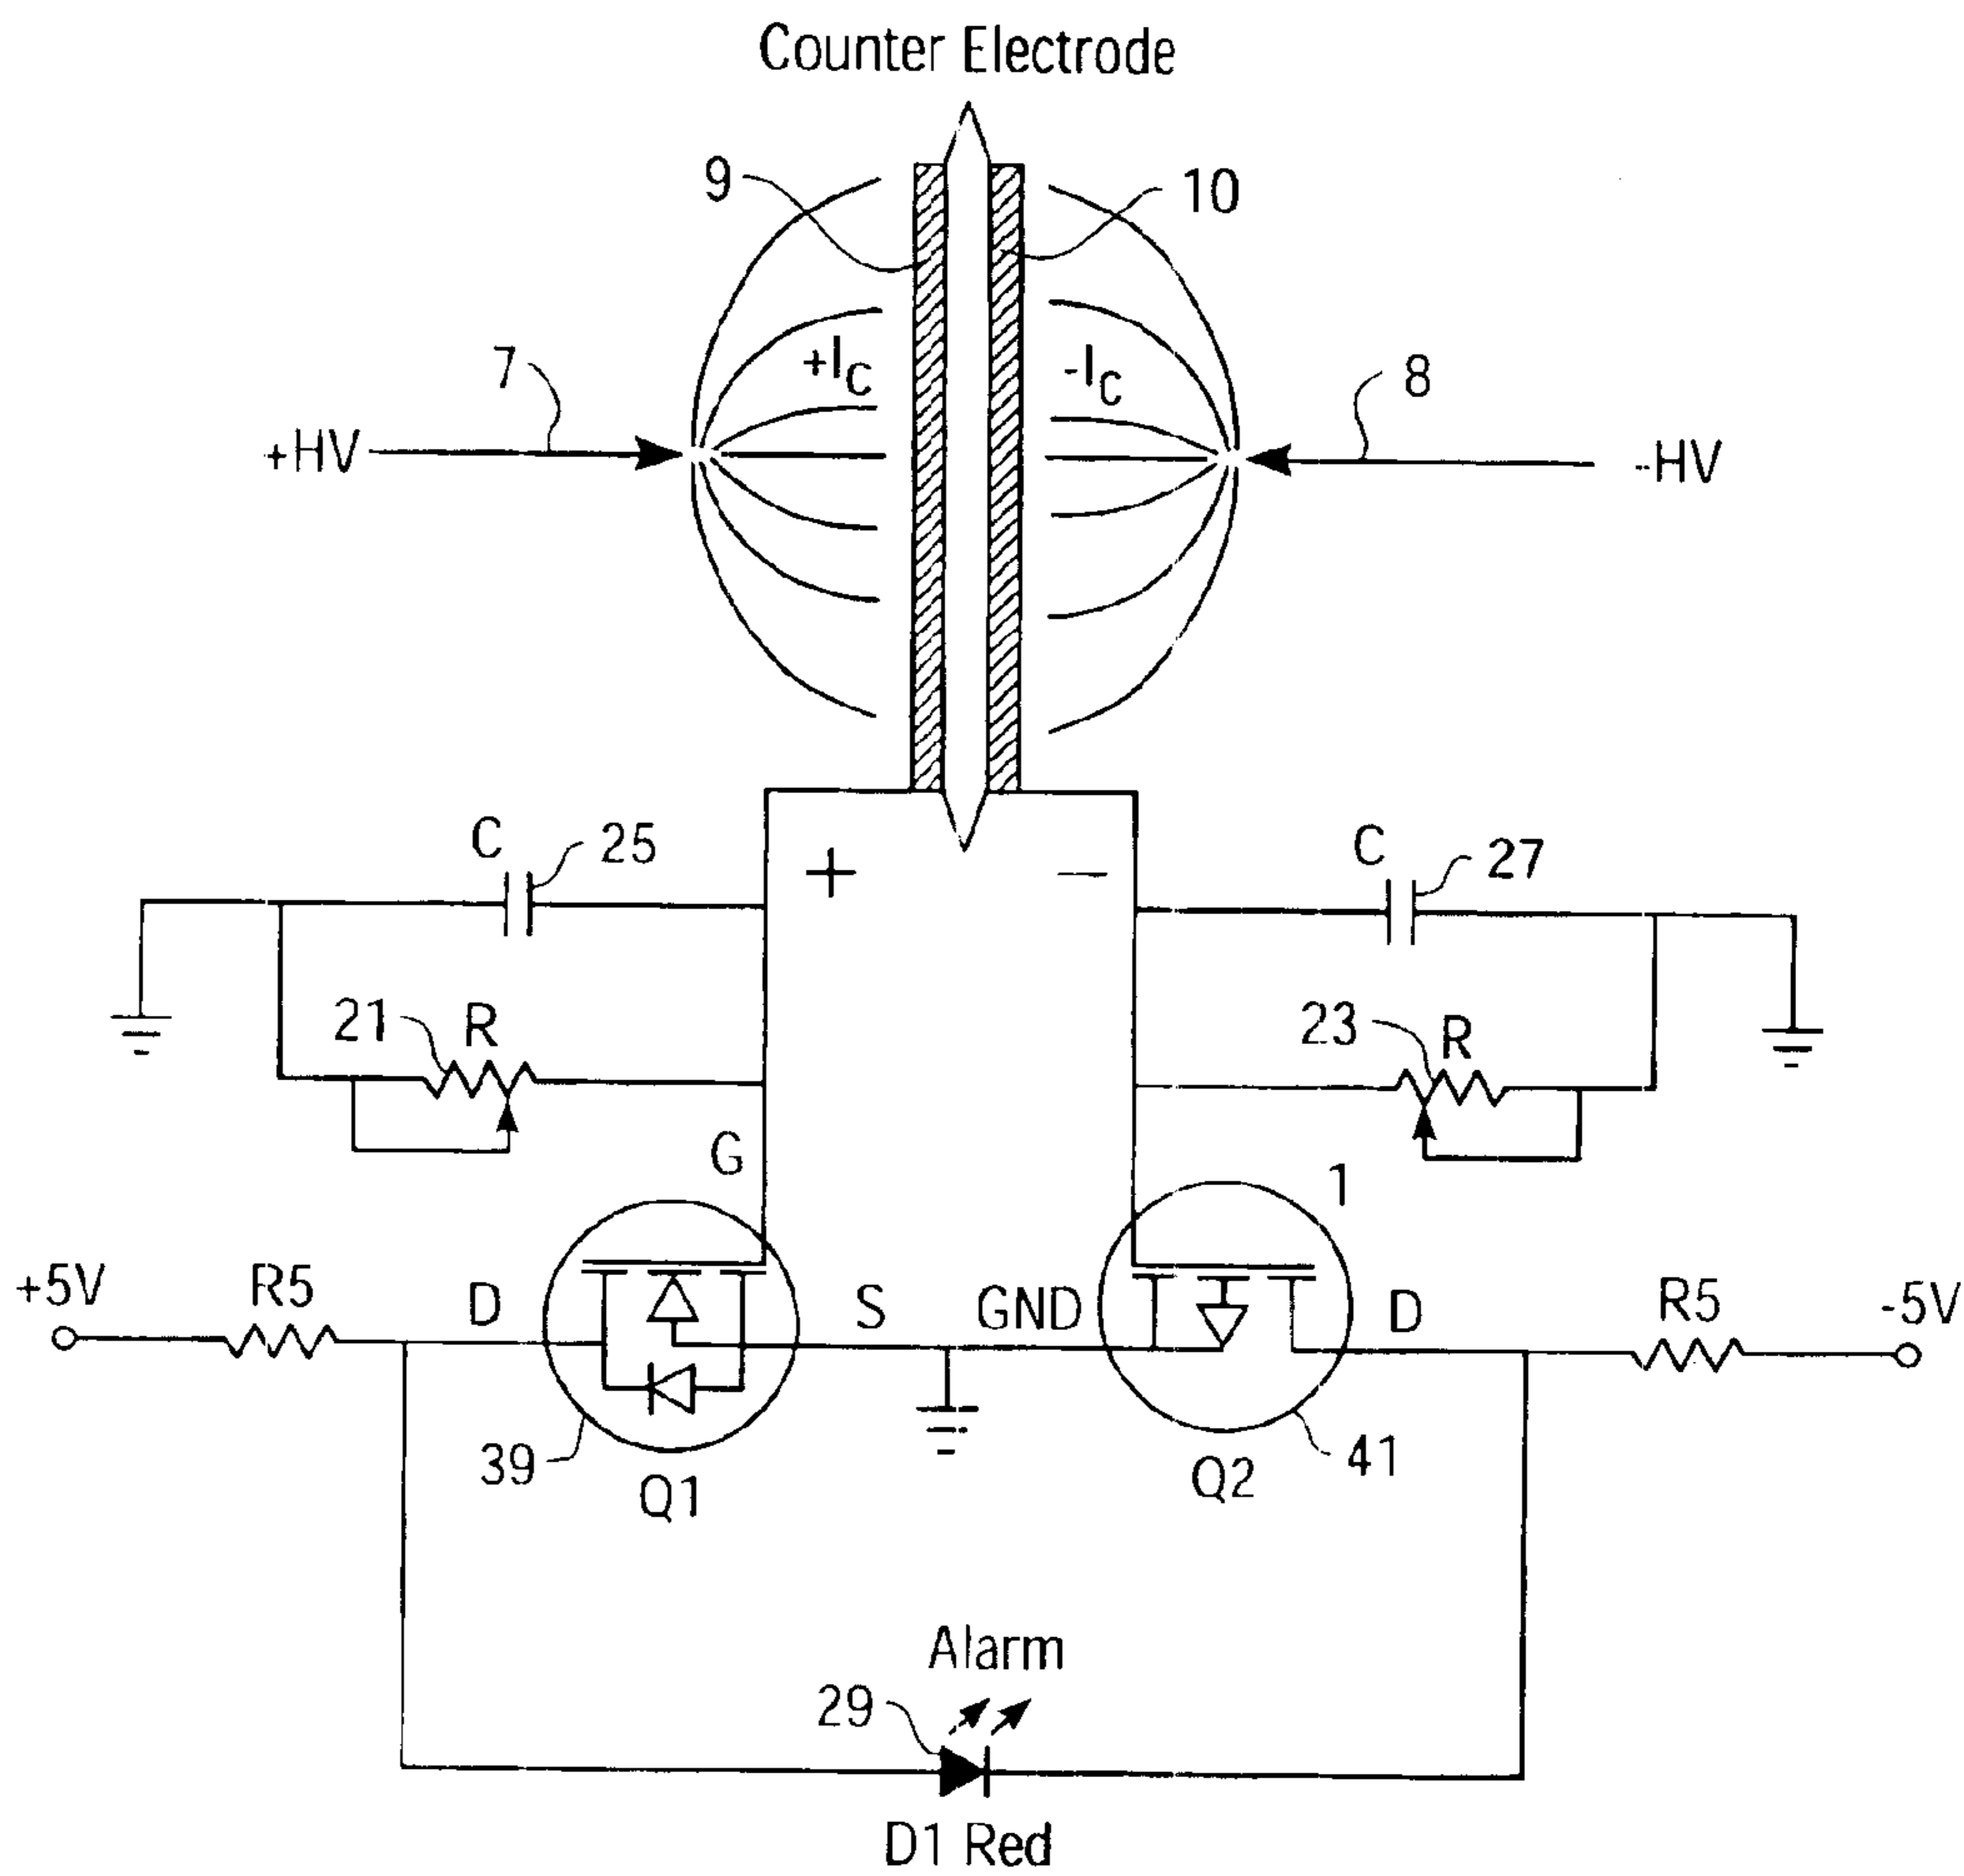 Counter Electrode
9
10
7
+I_C
-I_C
8
+HV
-HV
C
25
+
−
C
27
21
R
23
R
G
1
+5V
R5
D
S
GND
D
R5
-5V
39
Q1
Q2
41
Alarm
29
D1 Red